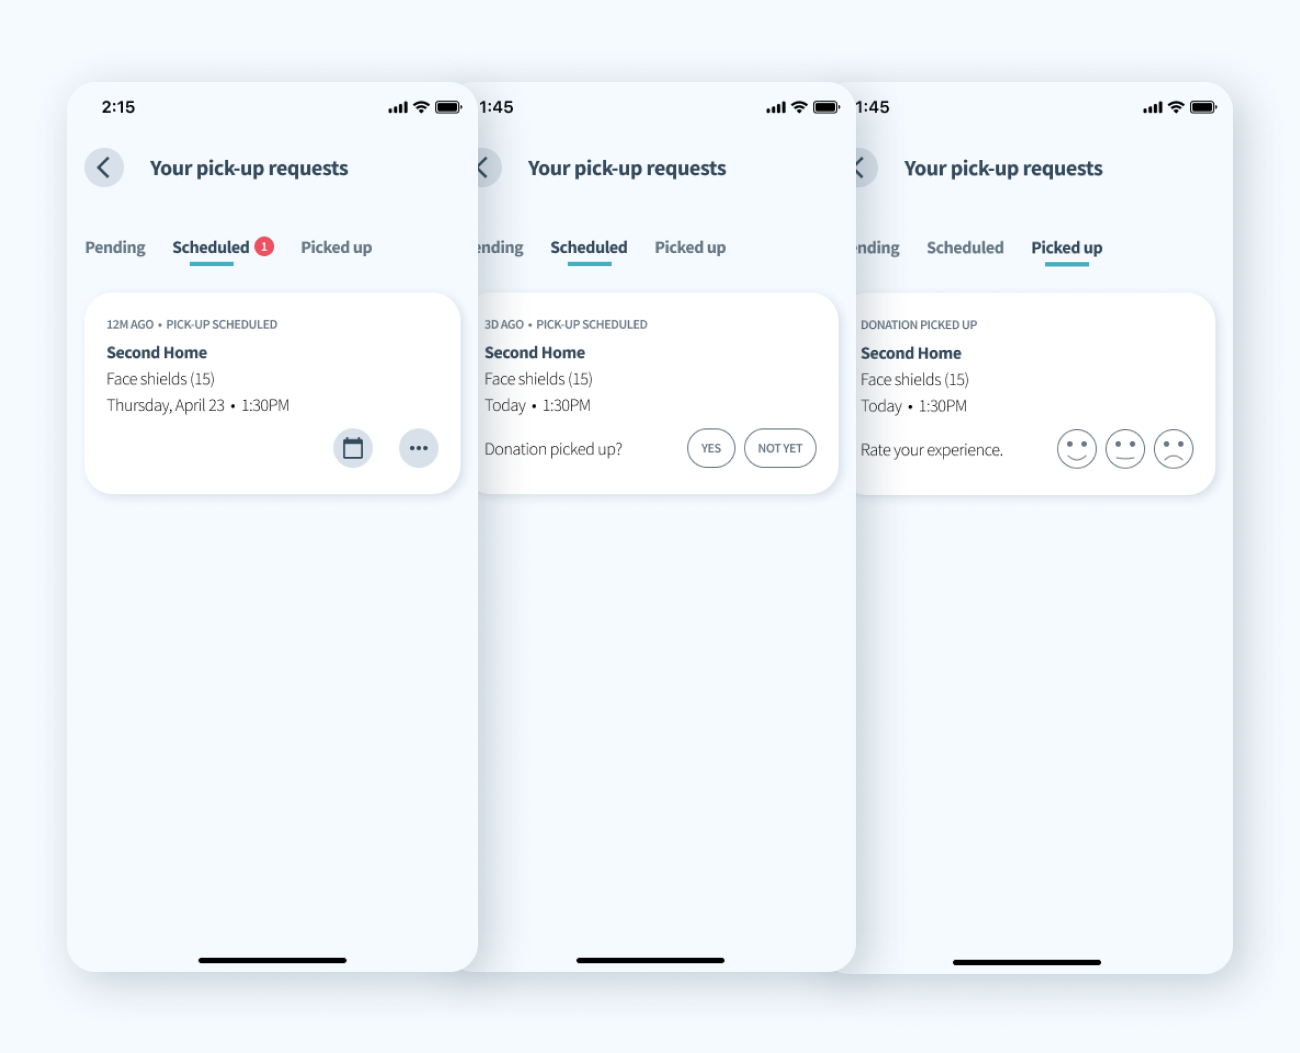 2:15
Your pick-up requests
Pending Scheduled 1 Picked up
12M AGO • PICK-UP SCHEDULED
Second Home
Face shields (15)
Thursday, April 23 • 1:30PM
1:45
Your pick-up requests
ending Scheduled Picked up
3D AGO • PICK-UP SCHEDULED
Second Home
Face shields (15)
Today • 1:30PM
Donation picked up? YES NOT YET
1:45
Your pick-up requests
nding Scheduled Picked up
DONATION PICKED UP
Second Home
Face shields (15)
Today • 1:30PM
Rate your experience.